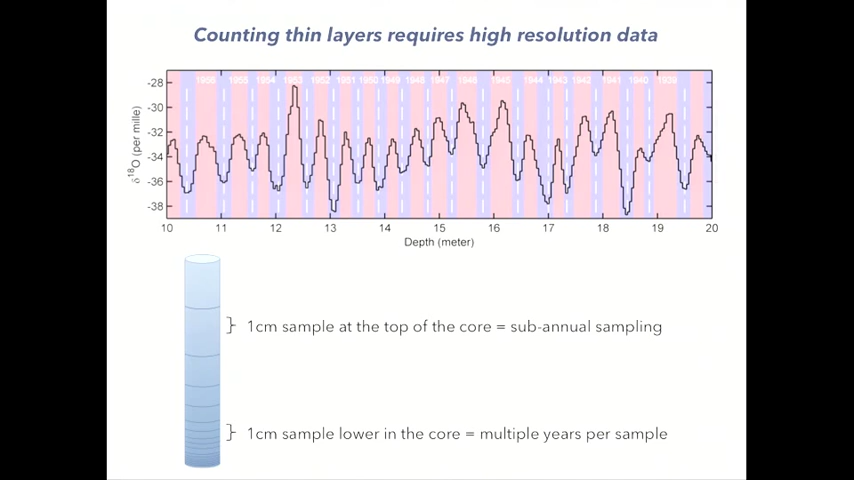 Counting thin layers requires high resolution data
1956 1955 1954 1953 1952 1951 1950 1949 1948 1947 1946 1945 1944 1943 1942 1941 1940 1939
-28
-30
-32
-34
-36
-38
δ18O (per mille)
10 11 12 13 14 15 16 17 18 19 20
Depth (meter)
1cm sample at the top of the core = sub-annual sampling
1cm sample lower in the core = multiple years per sample